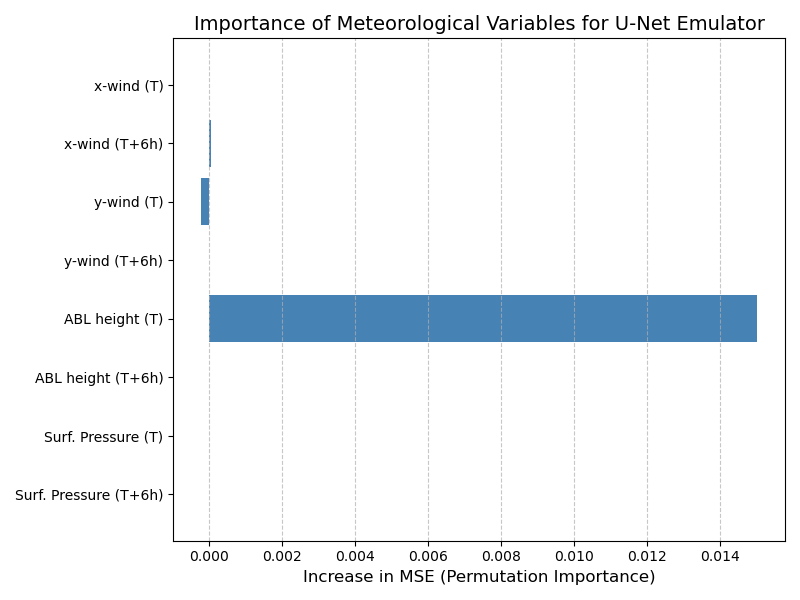 Importance of Meteorological Variables for U-Net Emulator
x-wind (T)
x-wind (T+6h)
y-wind (T)
y-wind (T+6h)
ABL height (T)
ABL height (T+6h)
Surf. Pressure (T)
Surf. Pressure (T+6h)
0.000 0.002 0.004 0.006 0.008 0.010 0.012 0.014
Increase in MSE (Permutation Importance)